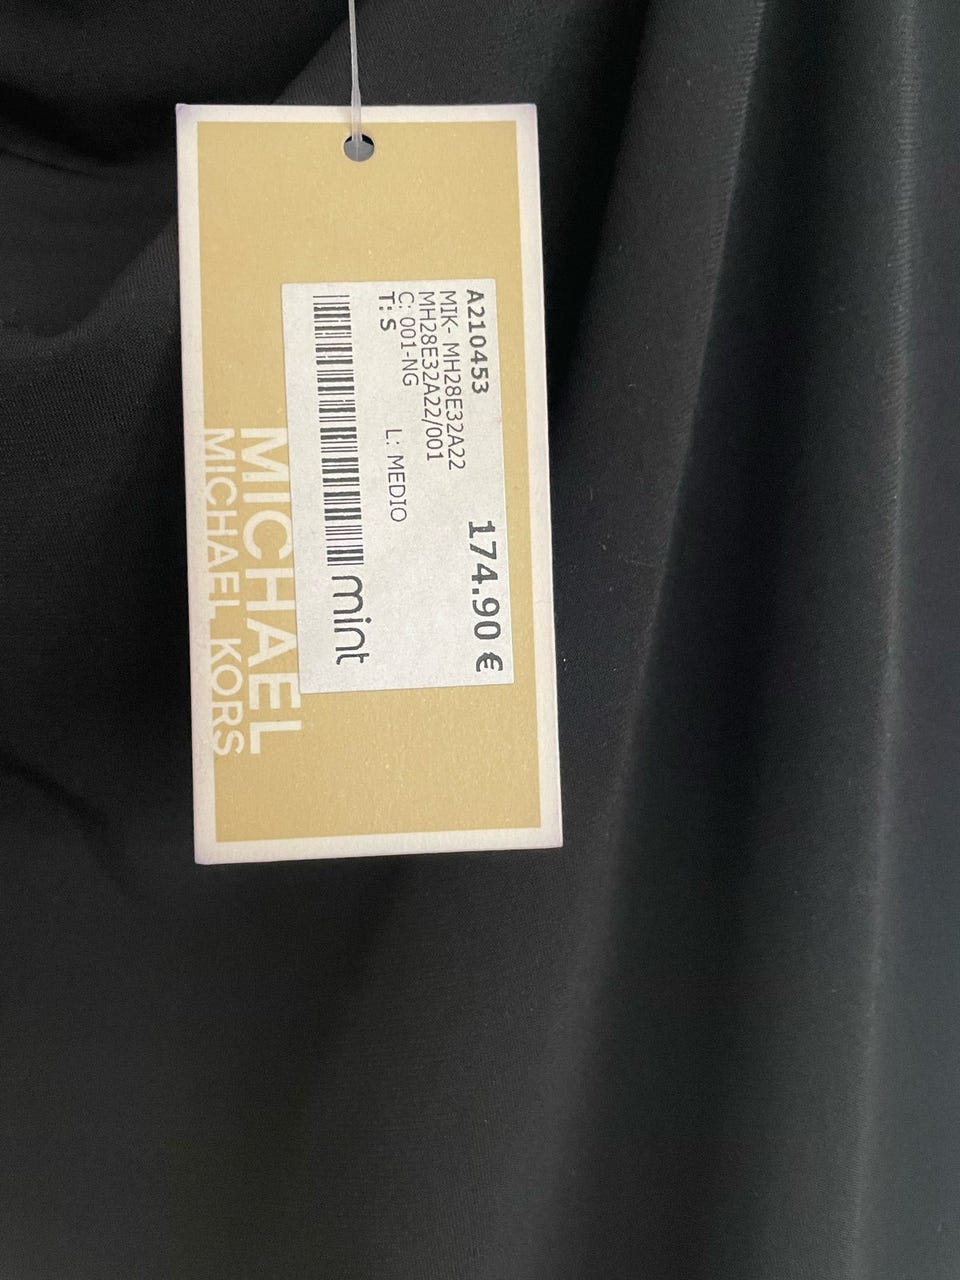 A210453
MIK- MH28E32A22
MH28E32A22/001
C: 001-NG L: MEDIO
T: S
174.90 €
mint
MICHAEL
MICHAEL KORS